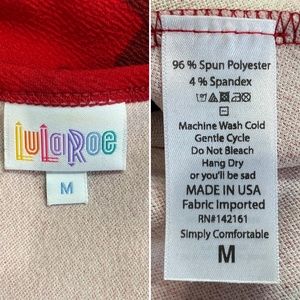 LuLaRoe
M
96 % Spun Polyester
4 % Spandex
Machine Wash Cold
Gentle Cycle
Do Not Bleach
Hang Dry
or you'll be sad
MADE IN USA
Fabric Imported
RN#142161
Simply Comfortable
M